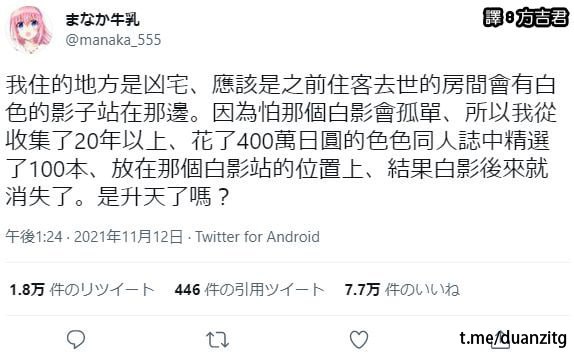 まなか牛乳
譯：方吉君
@manaka_555
我住的地方是凶宅、應該是之前住客去世的房間會有白
色的影子站在那邊。因為怕那個白影會孤單、所以我從
收集了20年以上、花了400萬日圓的色色同人誌中精選
了100本、放在那個白影站的位置上、結果白影後來就
消失了。是升天了嗎？
午後1:24 · 2021年11月12日 · Twitter for Android
1.8万 件のリツイート 446 件の引用ツイート 7.7万 件のいいね
t.me/duanzitg